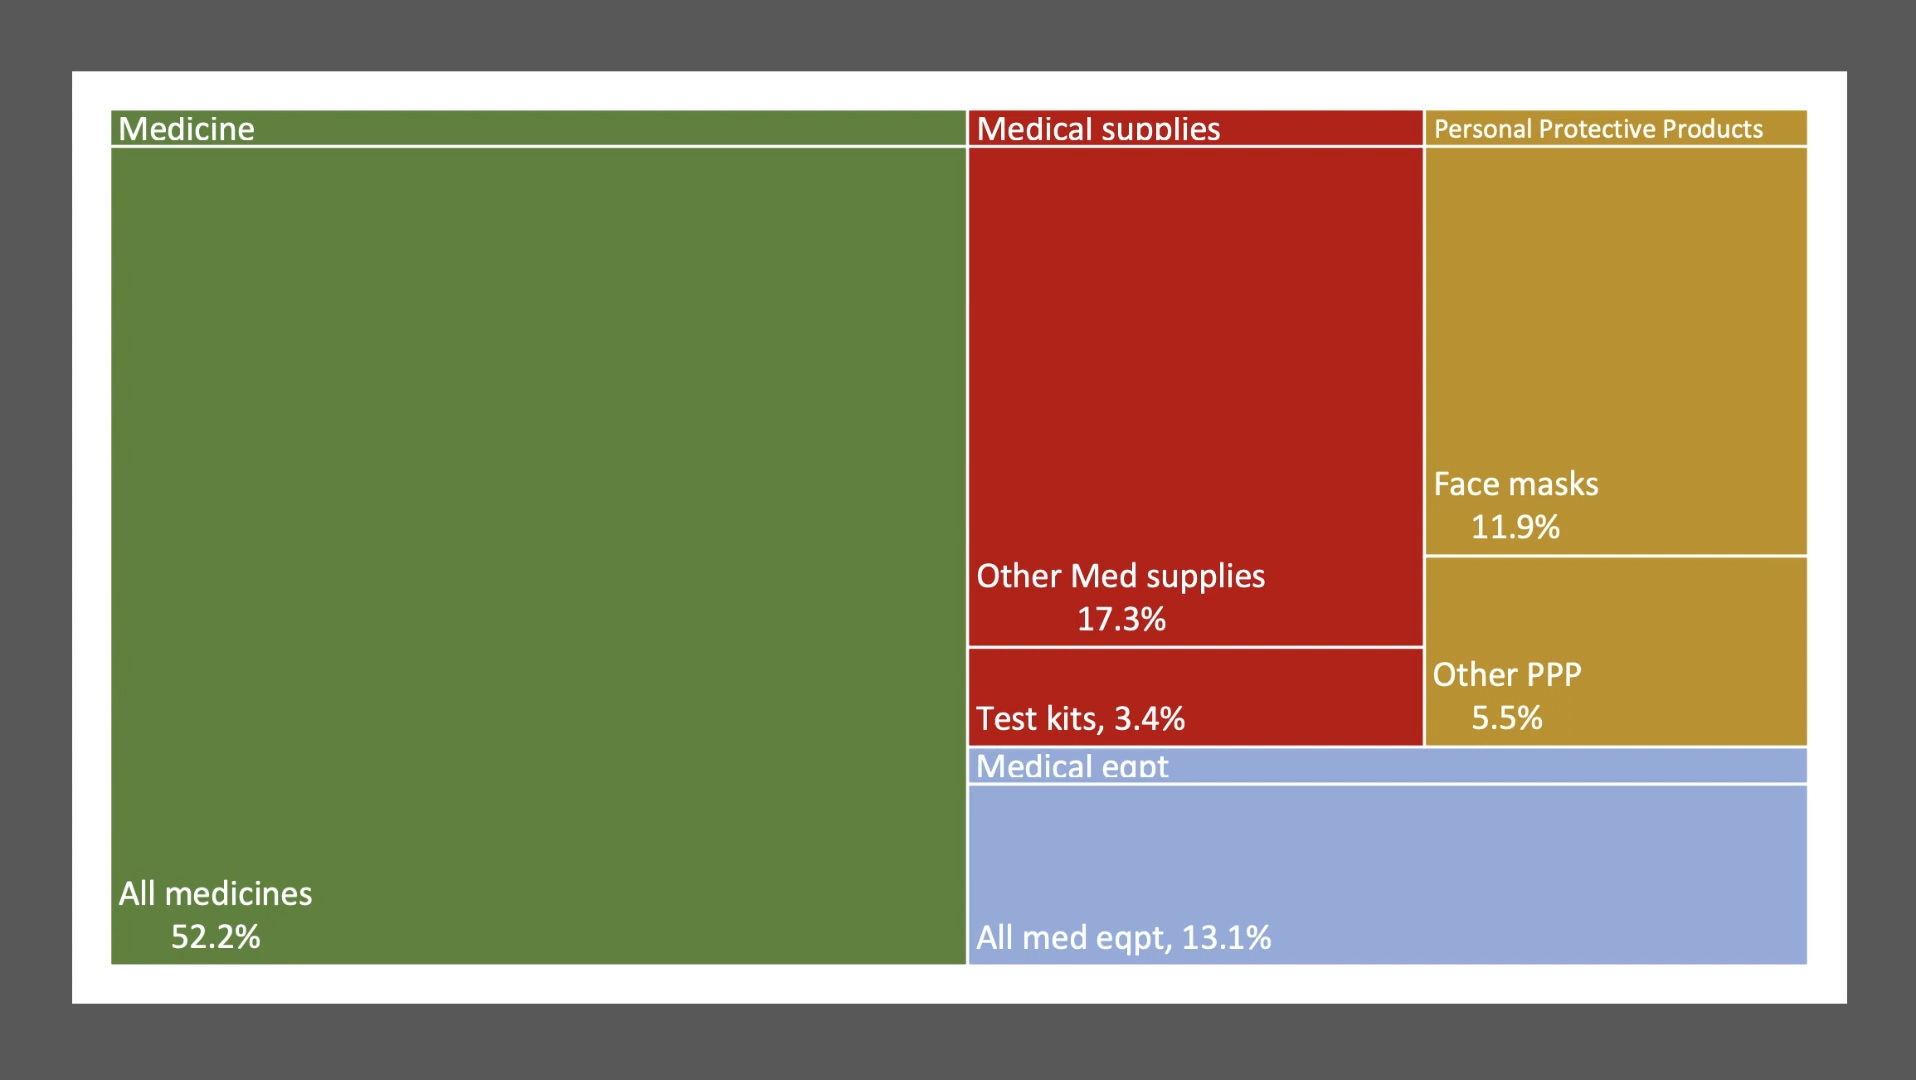 Medicine
All medicines
52.2%
Medical supplies
Other Med supplies
17.3%
Test kits, 3.4%
Personal Protective Products
Face masks
11.9%
Other PPP
5.5%
Medical eqpt
All med eqpt, 13.1%